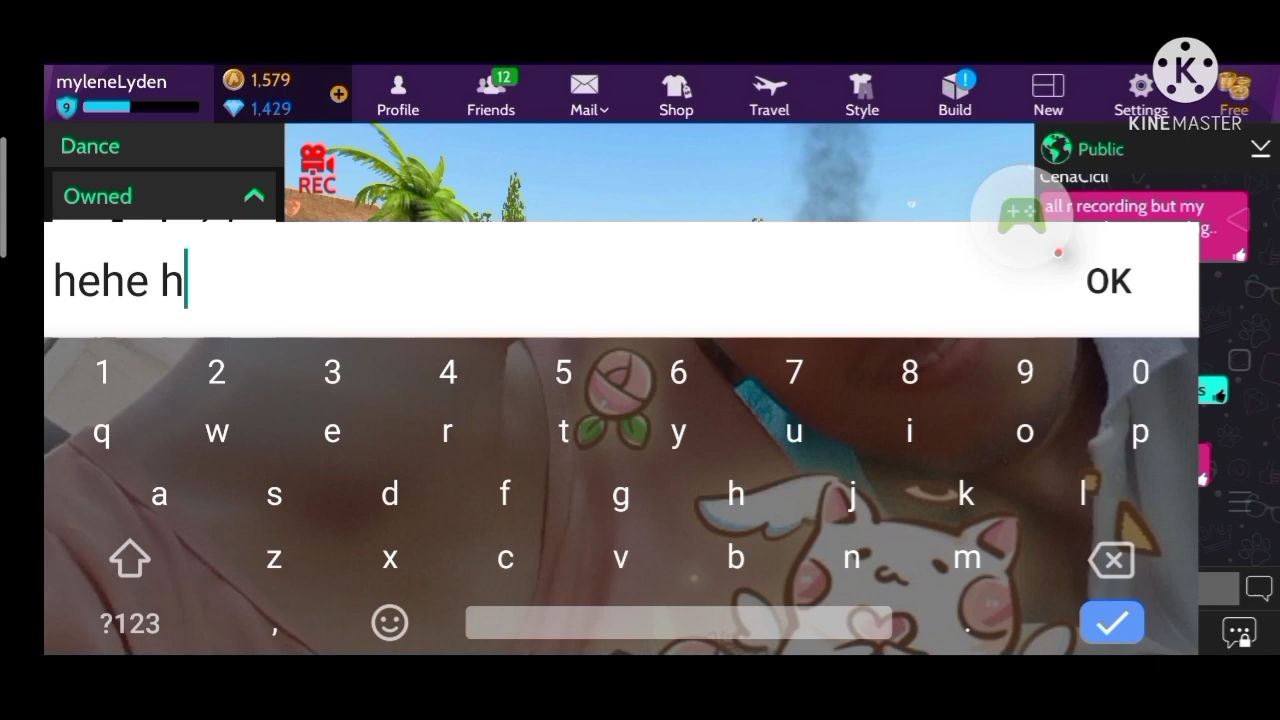 myleneLyden
9
1,579
1,429
Profile
12
Friends
Mail
Shop
Travel
Style
!
Build
New
Settings
Free
K
KINEMASTER
Dance
Owned
REC
Public
CenaCicil
all r recording but my
g..
hehe h
OK
1 2 3 4 5 6 7 8 9 0
q w e r t y u i o p
a s d f g h j k l
z x c v b n m
?123 , .
s